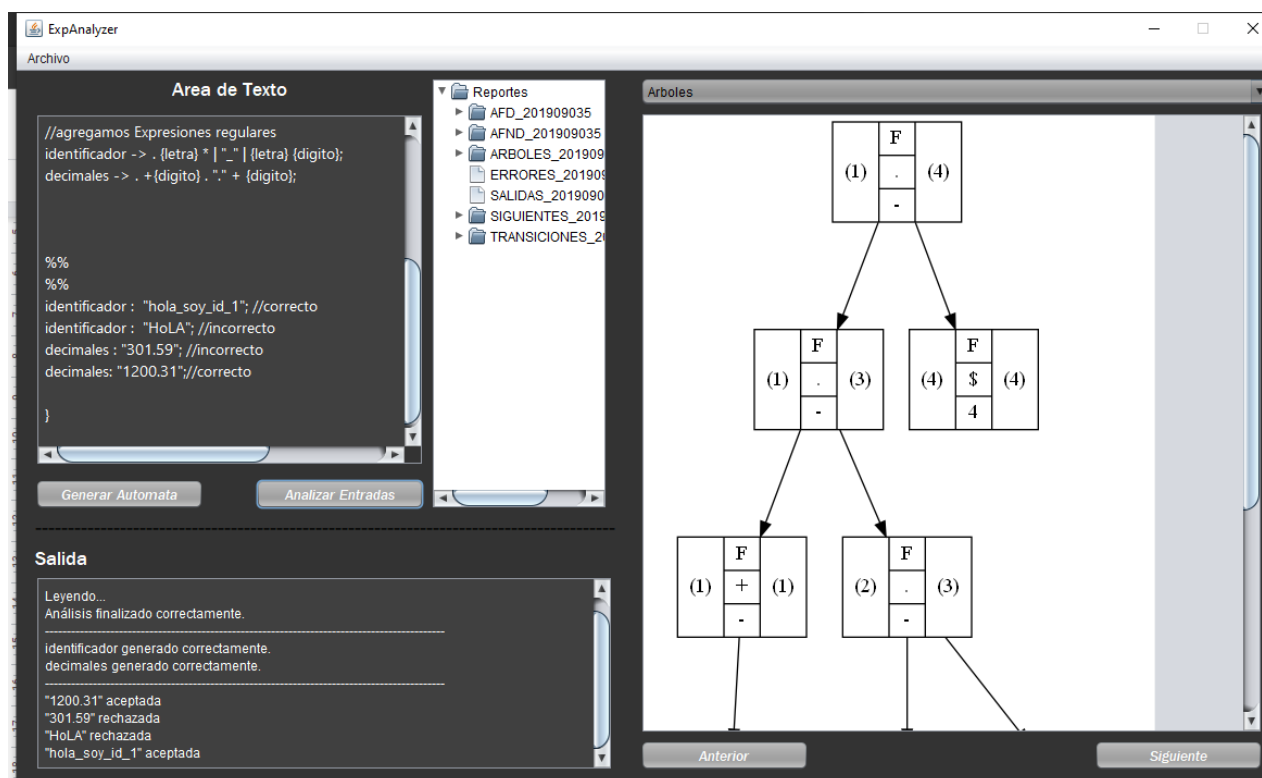 ExpAnalyzer
Archivo
Area de Texto
//agregamos Expresiones regulares
identificador -> . {letra} * | "_" | {letra} {digito};
decimales -> . +{digito} . "." + {digito};
%%
%%
identificador : "hola_soy_id_1"; //correcto
identificador : "HoLA"; //incorrecto
decimales : "301.59"; //incorrecto
decimales: "1200.31";//correcto
}
Generar Automata
Analizar Entradas
Reportes
AFD_201909035
AFND_201909035
ARBOLES_201909
ERRORES_20190
SALIDAS_2019090
SIGUIENTES_2019
TRANSICIONES_2
Salida
Leyendo...
Análisis finalizado correctamente.
identificador generado correctamente.
decimales generado correctamente.
"1200.31" aceptada
"301.59" rechazada
"HoLA" rechazada
"hola_soy_id_1" aceptada
Arboles
F
(1) . (4)
-
F F
(1) . (3) (4) $ (4)
- 4
F F
(1) + (1) (2) . (3)
- -
Anterior
Siguiente